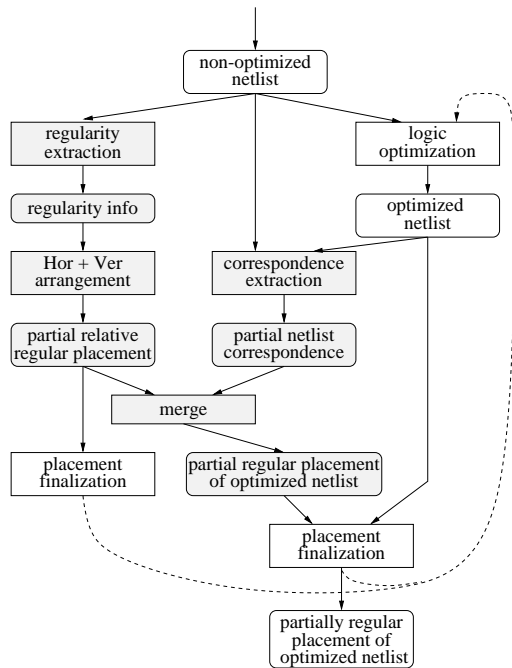 non-optimized
netlist
regularity
extraction
logic
optimization
regularity info
optimized
netlist
Hor + Ver
arrangement
correspondence
extraction
partial relative
regular placement
partial netlist
correspondence
merge
placement
finalization
partial regular placement
of optimized netlist
placement
finalization
partially regular
placement of
optimized netlist